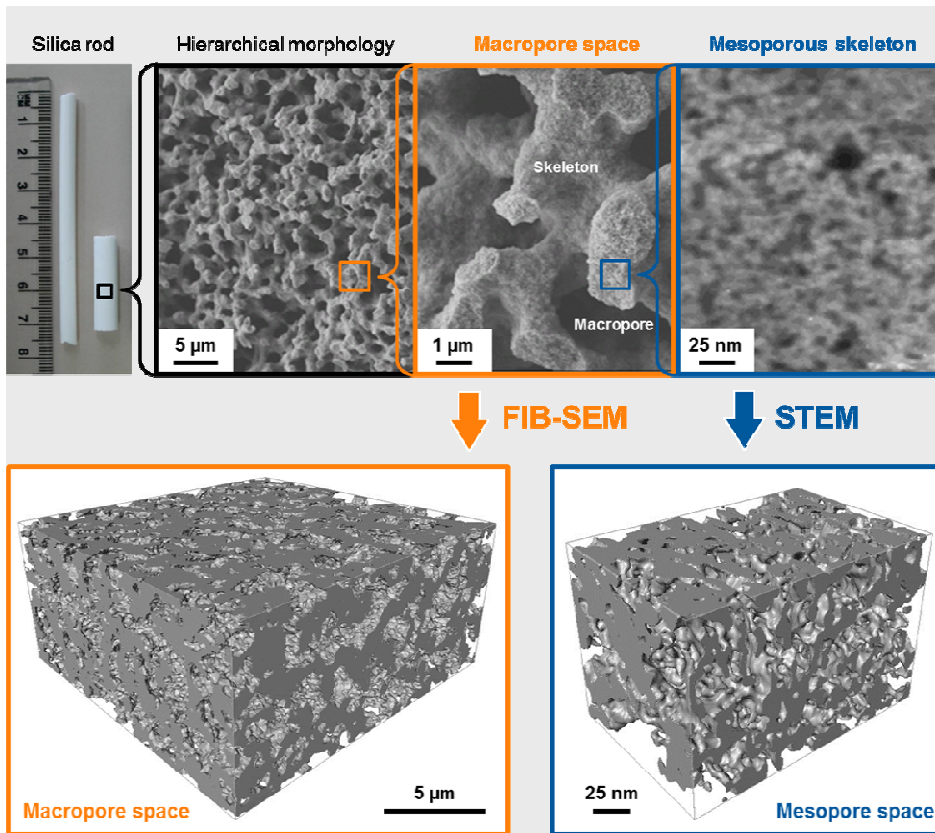 Silica rod
Hierarchical morphology
Macropore space
Mesoporous skeleton
1
2
3
4
5
6
7
8
Skeleton
Macropore
5 µm
1 µm
25 nm
FIB-SEM
STEM
Macropore space
5 µm
25 nm
Mesopore space